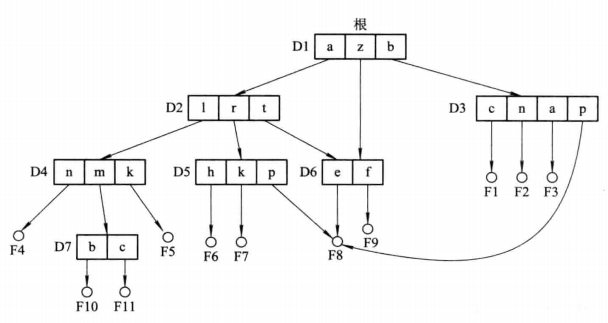 根
D1 a z b
D2 l r t
D3 c n a p
D4 n m k
D5 h k p
D6 e f
F1 F2 F3
F4
D7 b c
F5
F6 F7
F8
F9
F10 F11